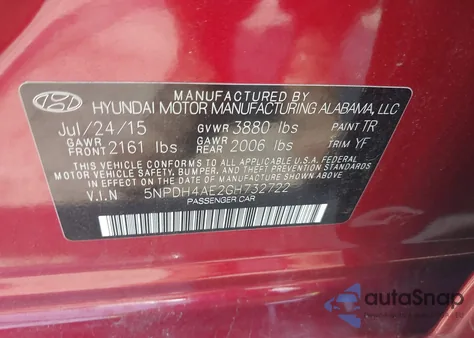 MANUFACTURED BY
HYUNDAI MOTOR MANUFACTURING ALABAMA, LLC
Jul/24/15 GVWR 3880 lbs PAINT TR
GAWR FRONT 2161 lbs GAWR REAR 2006 lbs TRIM YF
THIS VEHICLE CONFORMS TO ALL APPLICABLE U.S.A. FEDERAL
MOTOR VEHICLE SAFETY, BUMPER, AND THEFT PREVENTION STANDARDS
IN EFFECT ON THE DATE OF MANUFACTURE SHOWN ABOVE.
V.I.N 5NPDH4AE2GH732722
PASSENGER CAR
autoSnap